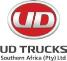 UD
UD TRUCKS
Southern Africa (Pty) Ltd